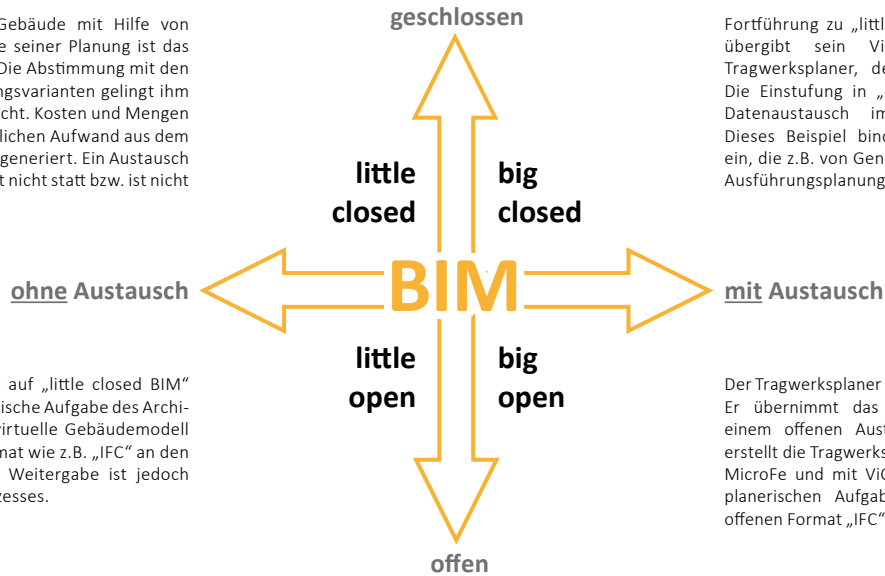 geschlossen
Gebäude mit Hilfe von
e seiner Planung ist das
Die Abstimmung mit den
ngsvarianten gelingt ihm
cht. Kosten und Mengen
lichen Aufwand aus dem
generiert. Ein Austausch
t nicht statt bzw. ist nicht
Fortführung zu „littl
übergibt sein Vi
Tragwerksplaner, de
Die Einstufung in „
Datenaustausch im
Dieses Beispiel bind
ein, die z.B. von Gen
Ausführungsplanung
little
closed
big
closed
ohne Austausch
BIM
mit Austausch
little
open
big
open
auf „little closed BIM“
ische Aufgabe des Archi-
virtuelle Gebäudemodell
mat wie z.B. „IFC“ an den
Weitergabe ist jedoch
zesses.
Der Tragwerksplaner
Er übernimmt das
einem offenen Aust
erstellt die Tragwerks
MicroFe und mit ViC
planerischen Aufgab
offenen Format „IFC“
offen